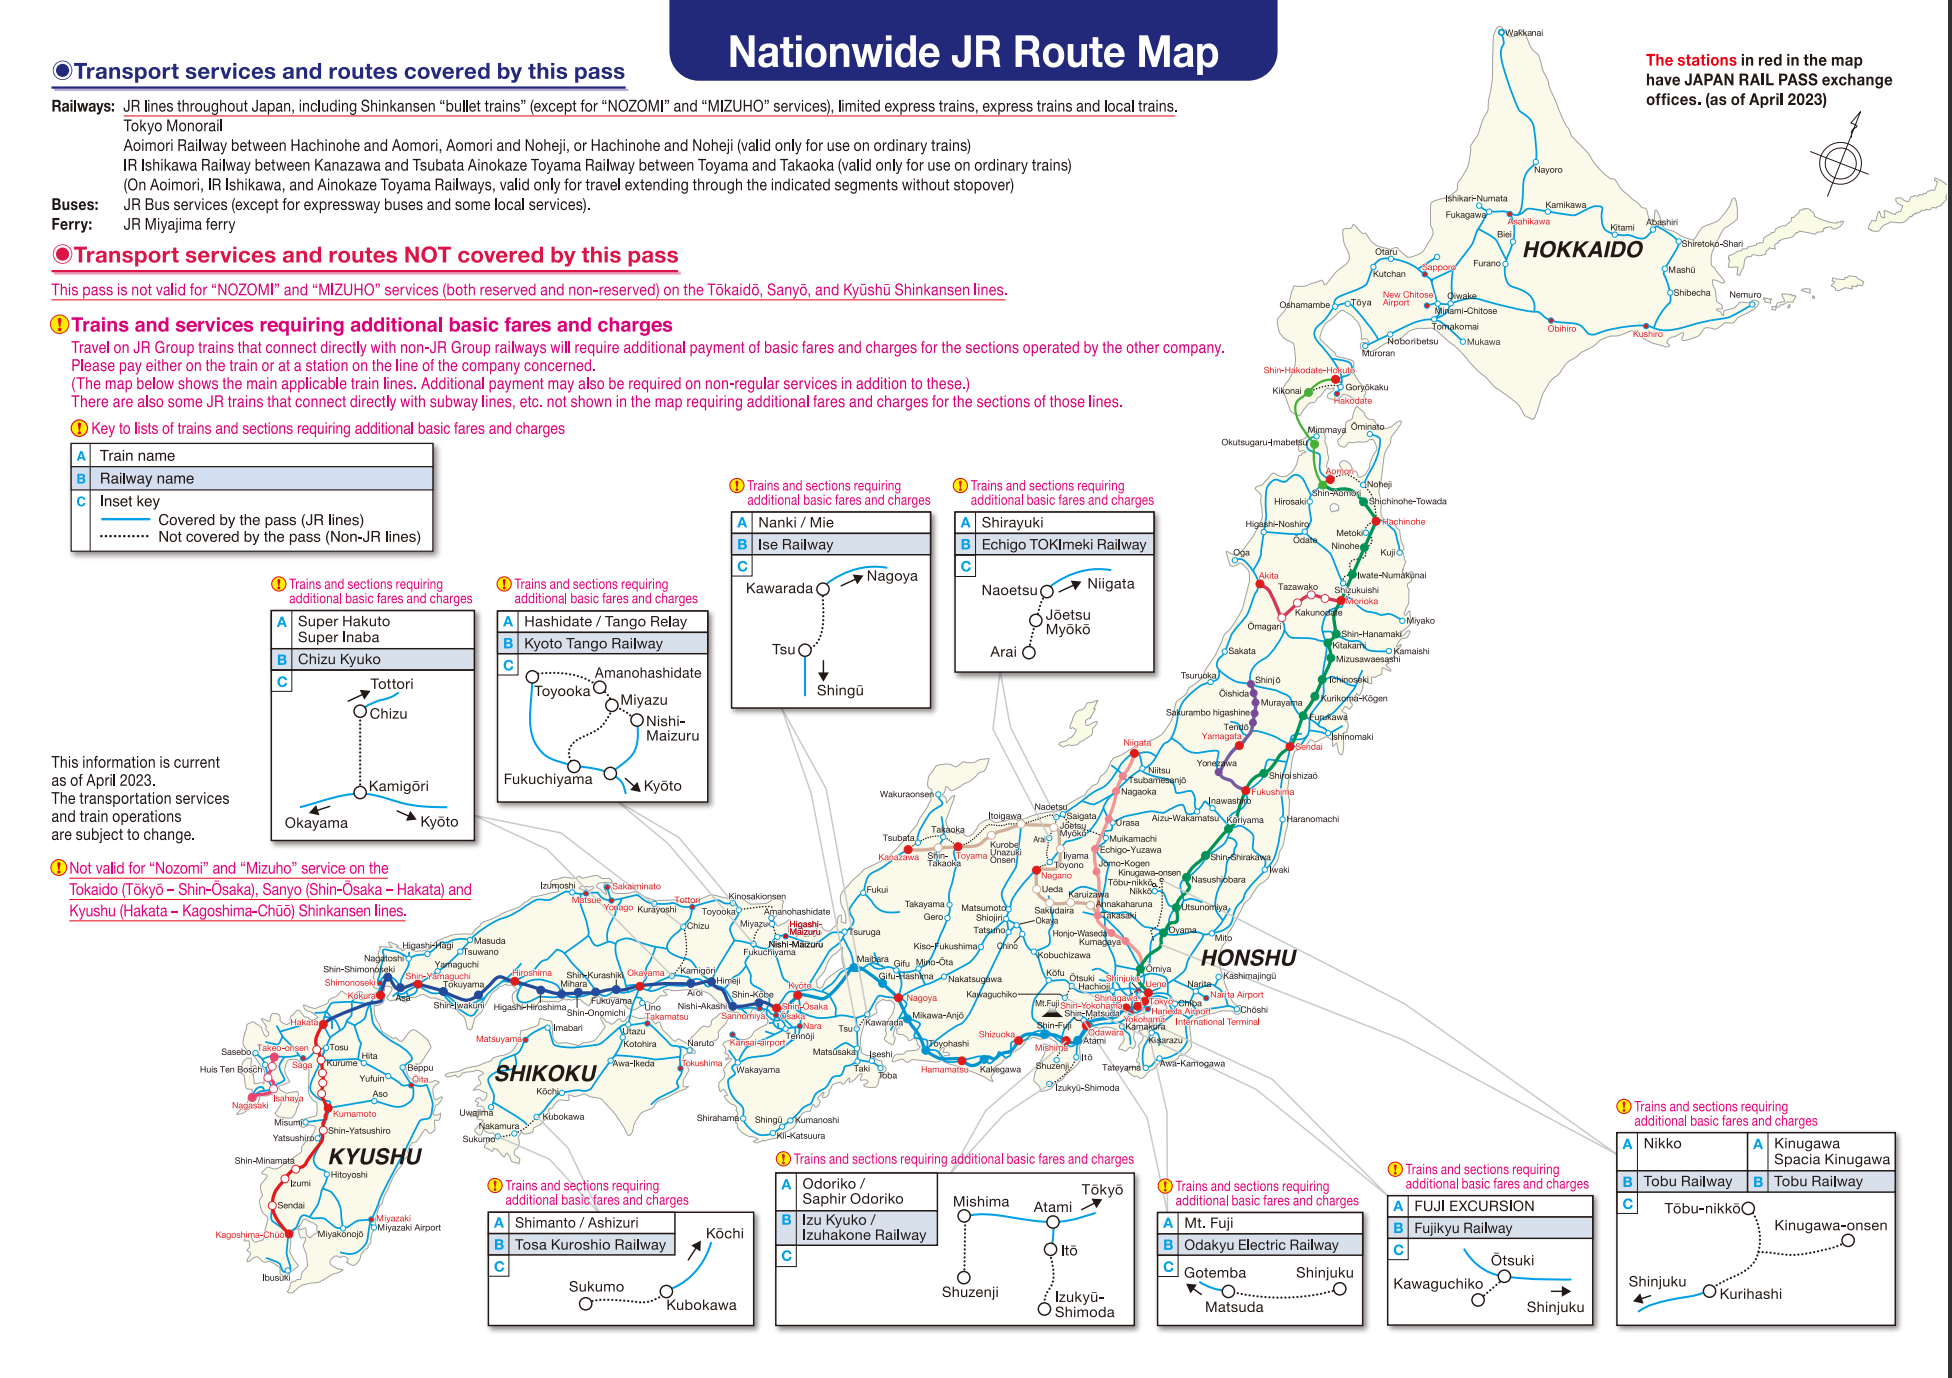 Nationwide JR Route Map
Transport services and routes covered by this pass
Railways: JR lines throughout Japan, including Shinkansen “bullet trains” (except for “NOZOMI” and “MIZUHO” services), limited express trains, express trains and local trains.
Tokyo Monorail
Aoimori Railway between Hachinohe and Aomori, Aomori and Noheji, or Hachinohe and Noheji (valid only for use on ordinary trains)
IR Ishikawa Railway between Kanazawa and Tsubata Ainokaze Toyama Railway between Toyama and Takaoka (valid only for use on ordinary trains)
(On Aoimori, IR Ishikawa, and Ainokaze Toyama Railways, valid only for travel extending through the indicated segments without stopover)
Buses: JR Bus services (except for expressway buses and some local services).
Ferry: JR Miyajima ferry
Transport services and routes NOT covered by this pass
This pass is not valid for “NOZOMI” and “MIZUHO” services (both reserved and non-reserved) on the Tōkaidō, Sanyō, and Kyūshū Shinkansen lines.
! Trains and services requiring additional basic fares and charges
Travel on JR Group trains that connect directly with non-JR Group railways will require additional payment of basic fares and charges for the sections operated by the other company.
Please pay either on the train or at a station on the line of the company concerned.
(The map below shows the main applicable train lines. Additional payment may also be required on non-regular services in addition to these.)
There are also some JR trains that connect directly with subway lines, etc. not shown in the map requiring additional fares and charges for the sections of those lines.
! Key to lists of trains and sections requiring additional basic fares and charges
A Train name
B Railway name
C Inset key
Covered by the pass (JR lines)
Not covered by the pass (Non-JR lines)
The stations in red in the map
have JAPAN RAIL PASS exchange
offices. (as of April 2023)
! Trains and sections requiring
additional basic fares and charges
A Super Hakuto
Super Inaba
B Chizu Kyuko
C
Tottori
Chizu
Kamigōri
Okayama
Kyōto
! Trains and sections requiring
additional basic fares and charges
A Hashidate / Tango Relay
B Kyoto Tango Railway
C
Amanohashidate
Toyooka
Miyazu
Nishi-
Maizuru
Fukuchiyama
Kyōto
! Trains and sections requiring
additional basic fares and charges
A Nanki / Mie
B Ise Railway
C
Kawarada
Nagoya
Tsu
Shingū
! Trains and sections requiring
additional basic fares and charges
A Shirayuki
B Echigo TOKImeki Railway
C
Naoetsu
Niigata
Jōetsu
Myōkō
Arai
This information is current
as of April 2023.
The transportation services
and train operations
are subject to change.
! Not valid for “Nozomi” and “Mizuho” service on the
Tokaido (Tōkyō – Shin-Ōsaka), Sanyo (Shin-Ōsaka – Hakata) and
Kyushu (Hakata – Kagoshima-Chūō) Shinkansen lines.
HOKKAIDO
Wakkanai
Nayoro
Ishikari-Numata
Fukagawa
Asahikawa
Kamikawa
Kitami
Abashiri
Shiretoko-Shari
Biei
Furano
Mashū
Shibecha
Nemuro
Otaru
Kutchan
Sapporo
New Chitose
Airport
Oiwake
Minami-Chitose
Tomakomai
Oshamambe
Tōya
Noboribetsu
Mukawa
Muroran
Obihiro
Kushiro
Shin-Hakodate-Hokuto
Kikonai
Goryōkaku
Hakodate
HONSHU
Okutsugaru-Imabetsu
Mimmaya
Ōminato
Aomori
Noheji
Shin-Aomori
Shichinohe-Towada
Hirosaki
Hachinohe
Higashi-Noshiro
Ōdate
Metoki
Ninohe
Kuji
Oga
Iwate-Numakunai
Akita
Tazawako
Shizukuishi
Morioka
Kakunodate
Ōmagari
Miyako
Shin-Hanamaki
Kitakami
Kamaishi
Mizusawaesashi
Sakata
Tsuruoka
Shinjō
Ichinoseki
Ōishida
Murayama
Kurikoma-Kōgen
Sakurambo higashine
Furukawa
Tendō
Yamagata
Ishinomaki
Sendai
Yonezawa
Shiroishizaō
Fukushima
Niigata
Niitsu
Tsubamesanjō
Nagaoka
Inawashiro
Aizu-Wakamatsu
Kōriyama
Haranomachi
Urasa
Muikamachi
Echigo-Yuzawa
Jomo-Kogen
Shin-Shirakawa
Iwaki
Kinugawa-onsen
Tōbu-nikkō
Nikkō
Nasushiobara
Utsunomiya
Oyama
Mito
Wakuraonsen
Itoigawa
Naoetsu
Saigata
Jōetsu
Myōkō
Arai
Iiyama
Toyono
Tsubata
Takaoka
Kanazawa
Shin-
Takaoka
Toyama
Kurobe
Unazuki
Onsen
Nagano
Ueda
Karuizawa
Sakudaira
Annakaharuna
Takasaki
Honjo-Waseda
Kumagaya
Fukui
Takayama
Gero
Matsumoto
Shiojiri
Tatsuno
Okaya
Chino
Kobuchizawa
Kiso-Fukushima
Tsuruga
Maibara
Gifu
Mino-Ōta
Gifu-Hashima
Nakatsugawa
Nagoya
Mikawa-Anjō
Toyohashi
Hamamatsu
Kakegawa
Shizuoka
Kōfu
Ōtsuki
Hachiōji
Kawaguchiko
Mt.Fuji
Shin-Fuji
Mishima
Shuzenji
Izukyū-Shimoda
Itō
Atami
Odawara
Shin-Matsuda
Shin-Yokohama
Yokohama
Shinagawa
Shinjuku
Ōmiya
Ueno
Tōkyō
Haneda Airport
International Terminal
Kamakura
Kisarazu
Tateyama
Awa-Kamogawa
Chiba
Narita
Narita Airport
Kashimajingū
Chōshi
Kawarada
Tsu
Matsusaka
Iseshi
Taki
Toba
Kumanoshi
Shingū
Kii-Katsuura
Shirahama
Wakayama
Kansai-airport
Tennōji
Nara
Ōsaka
Shin-Ōsaka
Kyōto
Sannomiya
Shin-Kōbe
Nishi-Akashi
Himeji
Aioi
Kamigōri
Chizu
Kinosakionsen
Toyooka
Amanohashidate
Miyazu
Higashi-
Maizuru
Nishi-Maizuru
Fukuchiyama
Tottori
Kurayoshi
Yonago
Sakaiminato
Matsue
Izumoshi
Okayama
Shin-Kurashiki
Fukuyama
Shin-Onomichi
Mihara
Higashi-Hiroshima
Hiroshima
Shin-Iwakuni
Tokuyama
Shin-Yamaguchi
Yamaguchi
Tsuwano
Masuda
Higashi-Hagi
Nagatoshi
Asa
Shin-Shimonoseki
Shimonoseki
Kokura
SHIKOKU
Uno
Takamatsu
Utazu
Kotohira
Imabari
Matsuyama
Naruto
Tokushima
Awa-Ikeda
Kōchi
Kubokawa
Uwajima
Nakamura
Sukumo
KYUSHU
Hakata
Takeo-onsen
Sasebo
Huis Ten Bosch
Saga
Tosu
Kurume
Hita
Yufuin
Beppu
Ōita
Aso
Nagasaki
Isahaya
Kumamoto
Misumi
Yatsushiro
Shin-Yatsushiro
Shin-Minamata
Izumi
Hitoyoshi
Sendai
Kagoshima-Chūō
Miyakonojō
Miyazaki
Miyazaki Airport
Ibusuki
! Trains and sections requiring
additional basic fares and charges
A Shimanto / Ashizuri
B Tosa Kuroshio Railway
C
Kōchi
Sukumo
Kubokawa
! Trains and sections requiring additional basic fares and charges
A Odoriko /
Saphir Odoriko
B Izu Kyuko /
Izuhakone Railway
C
Mishima
Atami
Tōkyō
Itō
Shuzenji
Izukyū-
Shimoda
! Trains and sections requiring
additional basic fares and charges
A Mt. Fuji
B Odakyu Electric Railway
C
Gotemba
Shinjuku
Matsuda
! Trains and sections requiring
additional basic fares and charges
A FUJI EXCURSION
B Fujikyu Railway
C
Ōtsuki
Kawaguchiko
Shinjuku
! Trains and sections requiring
additional basic fares and charges
A Nikko
A Kinugawa
Spacia Kinugawa
B Tobu Railway
B Tobu Railway
C
Tōbu-nikkō
Kinugawa-onsen
Shinjuku
Kurihashi